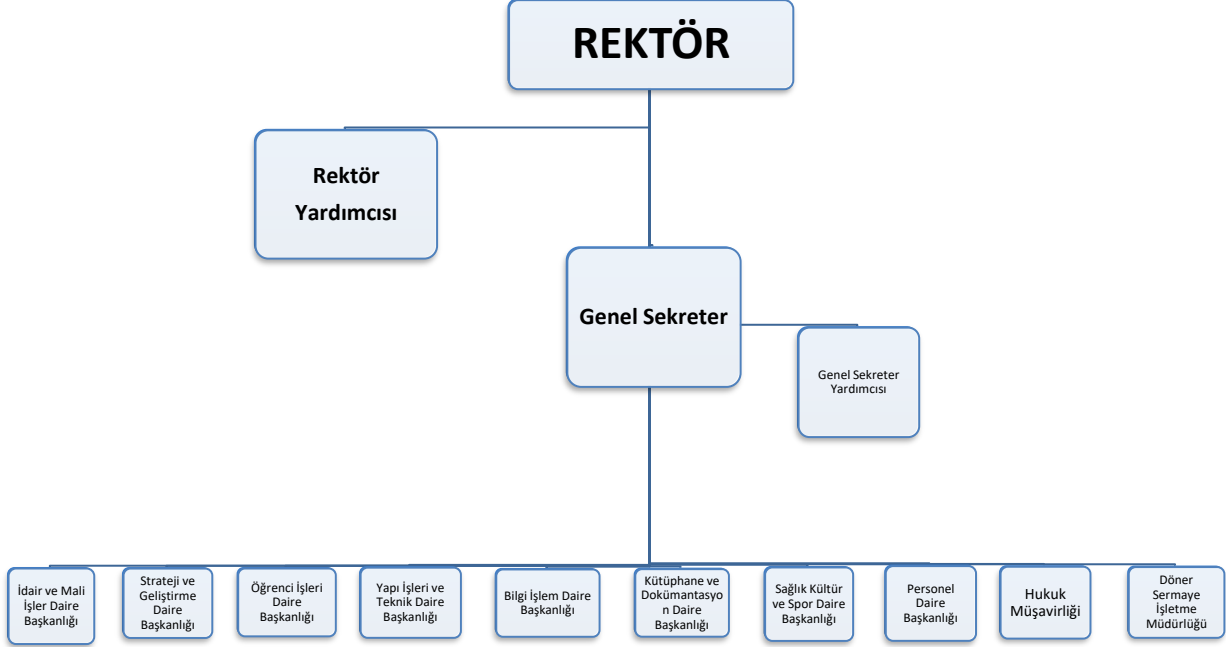 REKTÖR
Rektör
Yardımcısı
Genel Sekreter
Genel Sekreter
Yardımcısı
İdair ve Mali
İşler Daire
Başkanlığı
Strateji ve
Geliştirme
Daire
Başkanlığı
Öğrenci İşleri
Daire
Başkanlığı
Yapı İşleri ve
Teknik Daire
Başkanlığı
Bilgi İşlem Daire
Başkanlığı
Kütüphane ve
Dokümantasyo
n Daire
Başkanlığı
Sağlık Kültür
ve Spor Daire
Başkanlığı
Personel
Daire
Başkanlığı
Hukuk
Müşavirliği
Döner
Sermaye
İşletme
Müdürlüğü